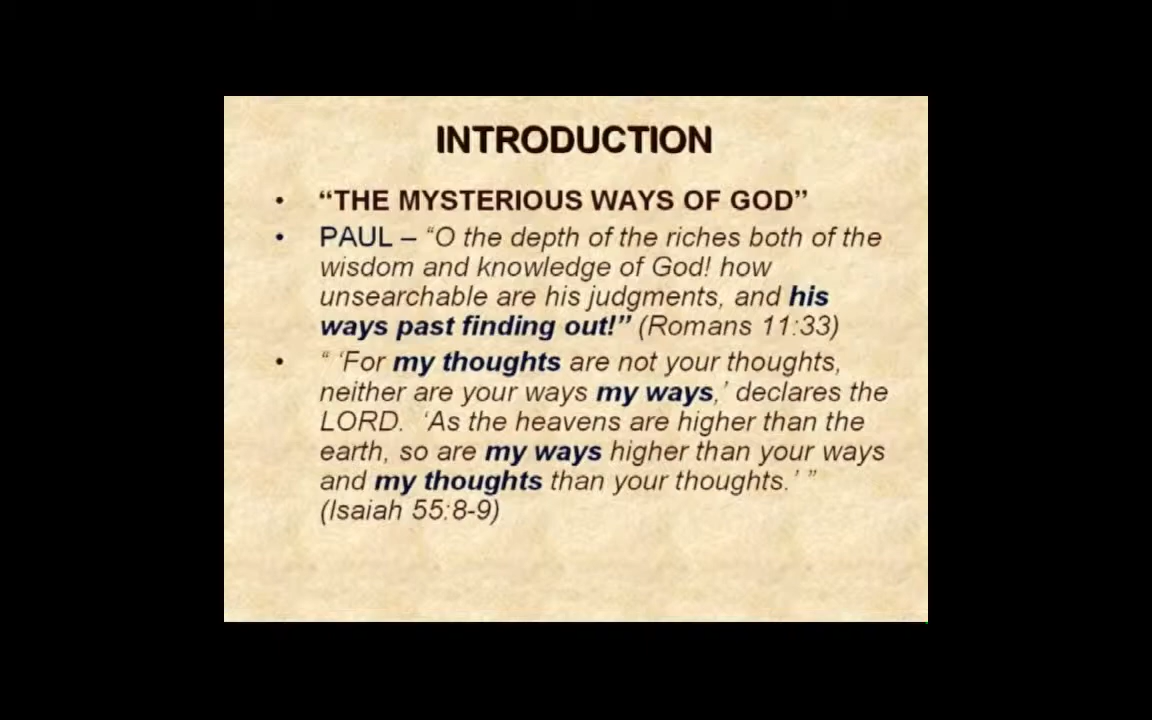 INTRODUCTION
• “THE MYSTERIOUS WAYS OF GOD”
• PAUL – “O the depth of the riches both of the
wisdom and knowledge of God! how
unsearchable are his judgments, and his
ways past finding out!” (Romans 11:33)
• “ ‘For my thoughts are not your thoughts,
neither are your ways my ways,’ declares the
LORD. ‘As the heavens are higher than the
earth, so are my ways higher than your ways
and my thoughts than your thoughts.’ ”
(Isaiah 55:8-9)